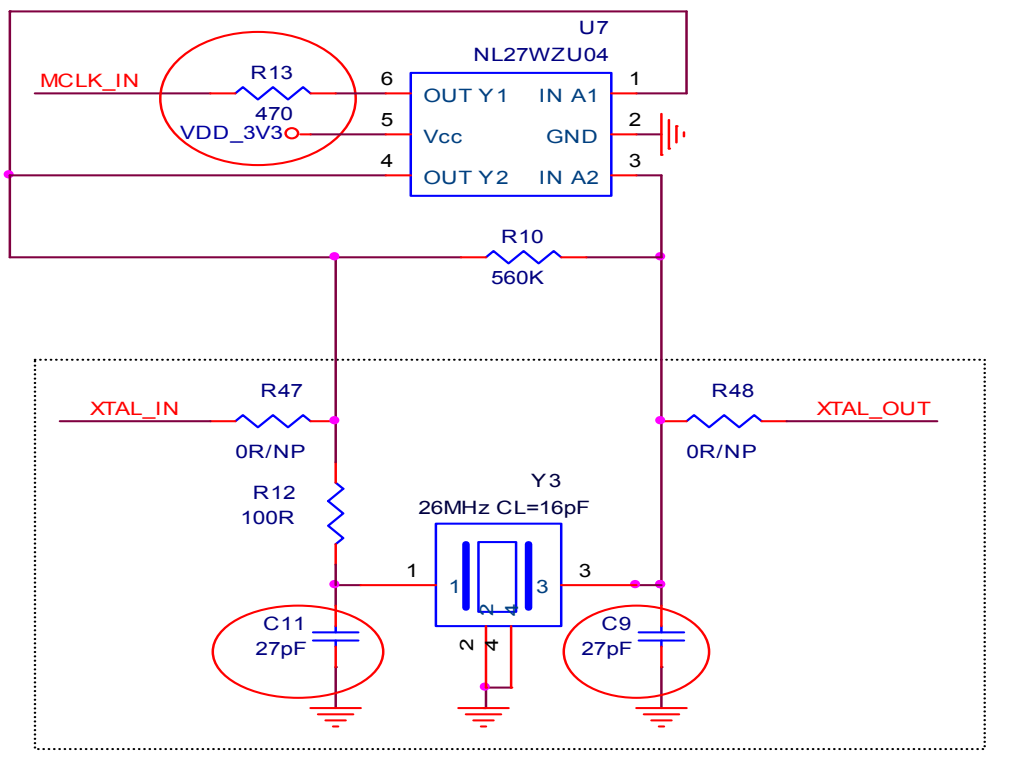 U7
NL27WZU04
MCLK_IN
R13
470
VDD_3V3
6
5
4
OUT Y1
IN A1
Vcc
GND
OUT Y2
IN A2
1
2
3
R10
560K
XTAL_IN
R47
0R/NP
R48
0R/NP
XTAL_OUT
R12
100R
Y3
26MHz CL=16pF
1
1
2
4
3
3
2
4
C11
27pF
C9
27pF